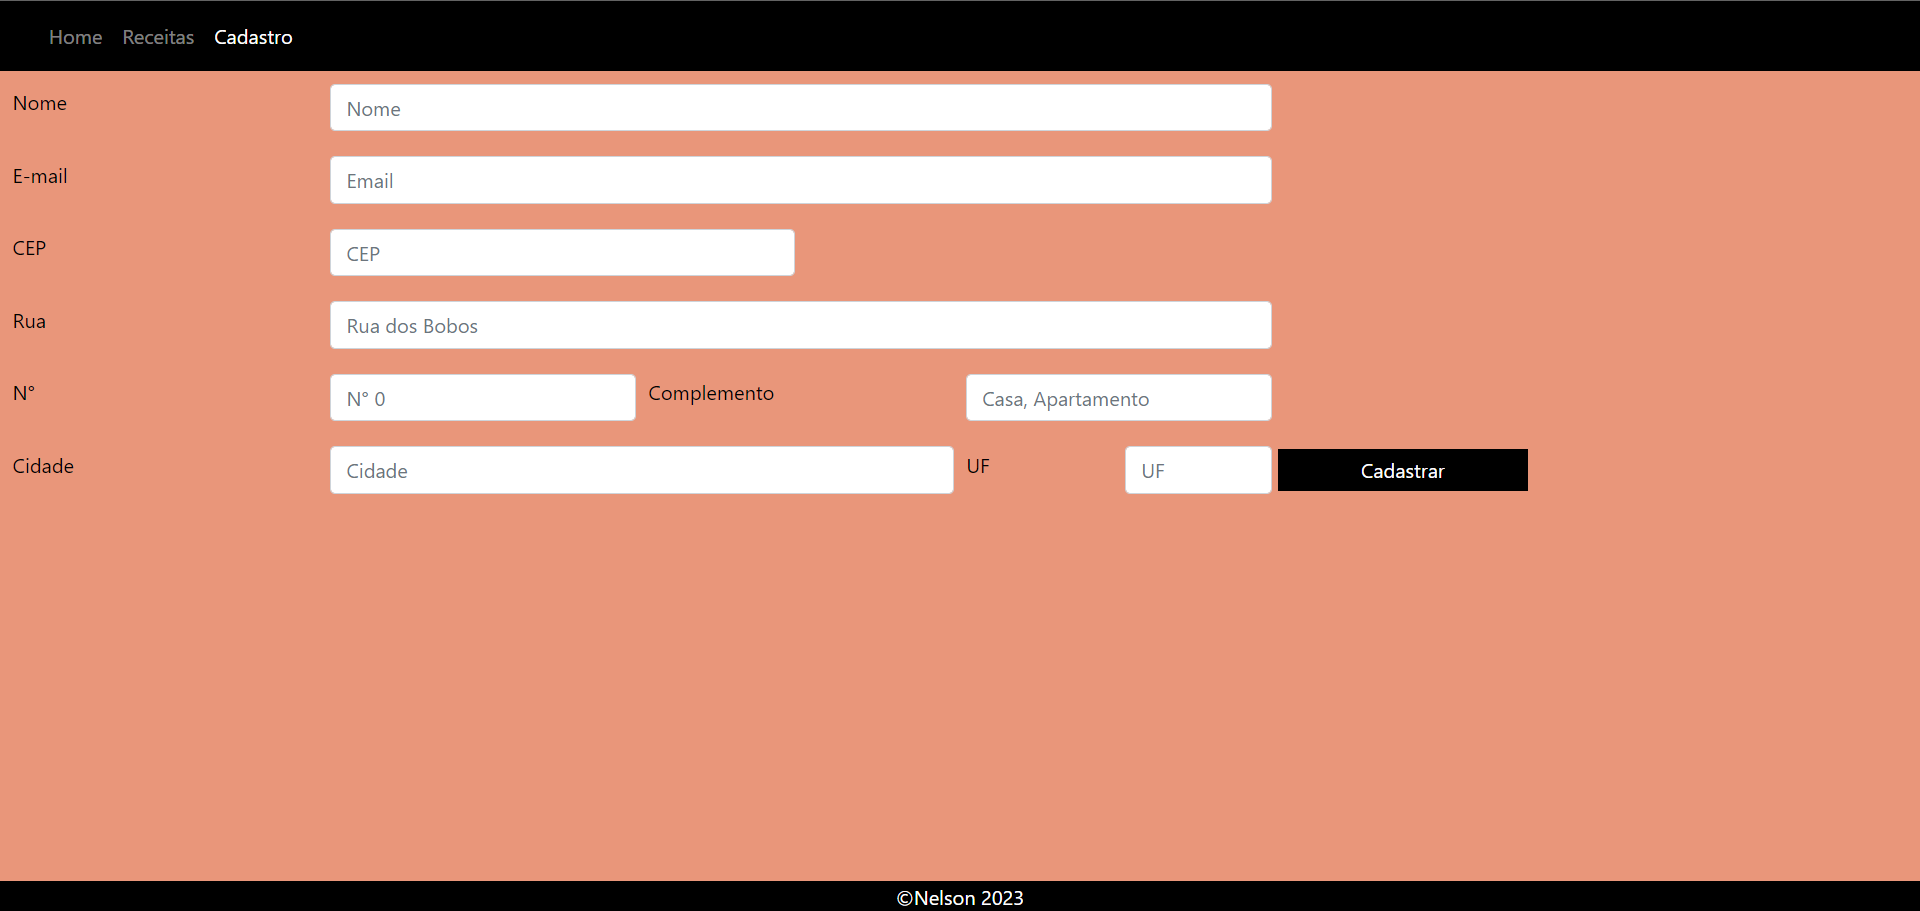 Home Receitas Cadastro
Nome Nome
E-mail Email
CEP CEP
Rua Rua dos Bobos
N° N° 0 Complemento Casa, Apartamento
Cidade Cidade UF UF Cadastrar
©Nelson 2023